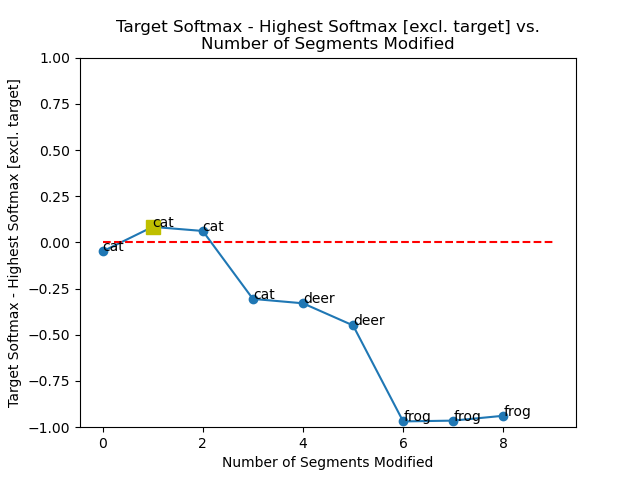 Target Softmax - Highest Softmax [excl. target] vs.
Number of Segments Modified
Target Softmax - Highest Softmax [excl. target]
1.00
0.75
0.50
0.25
0.00
−0.25
−0.50
−0.75
−1.00
cat
cat
cat
cat
deer
deer
frog
frog
frog
0
2
4
6
8
Number of Segments Modified